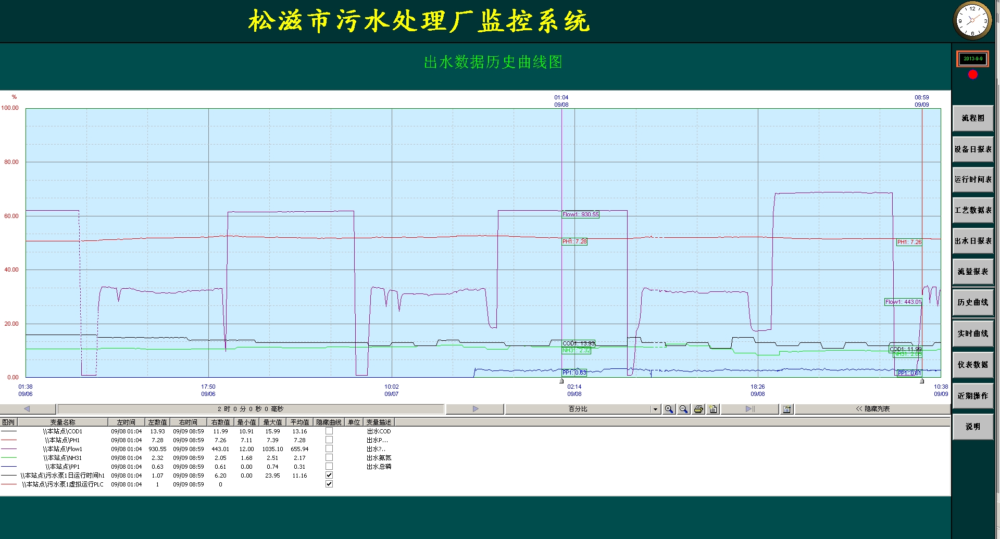 松滋市污水处理厂监控系统
12
9 3
6
出水数据历史曲线图
2013-9-9
流程图
设备日报表
运行时间表
工艺数据表
出水日报表
流量报表
历史曲线
实时曲线
仪表数据
近期操作
说明
%
100.00
80.00
60.00
40.00
20.00
0.00
01:04
09/08
08:59
09/09
Flow1: 930.55
PH1: 7.28
PH1: 7.26
Flow1: 443.01
COD1: 13.93
NH31: 2.32
COD1: 11.99
NH31: 2.05
PP1: 0.63
PP1: 0.61
01:38
09/06
17:50
09/06
10:02
09/07
02:14
09/08
18:26
09/08
10:38
09/09
2 时 0 分 0 秒 0 毫秒
百分比
<< 隐藏列表
图例 变量名称 左时间 左数值 右时间 右数值 最小值 最大值 平均值 隐藏曲线 单位 变量描述
\\本站点\COD1 09/08 01:04 13.93 09/09 08:59 11.99 10.91 15.99 13.16 出水COD
\\本站点\PH1 09/08 01:04 7.28 09/09 08:59 7.26 7.11 7.39 7.28 出水P...
\\本站点\Flow1 09/08 01:04 930.55 09/09 08:59 443.01 12.00 1035.10 655.94 出水?..
\\本站点\NH31 09/08 01:04 2.32 09/09 08:59 2.05 1.68 2.51 2.17 出水氨氮
\\本站点\PP1 09/08 01:04 0.63 09/09 08:59 0.61 0.00 0.74 0.31 出水总磷
\\本站点\污水泵1日运行时间h1 09/08 01:04 1.07 09/09 08:59 6.20 0.00 23.95 11.16
\\本站点\污水泵1虚拟运行PLC 09/08 01:04 1 09/09 08:59 0